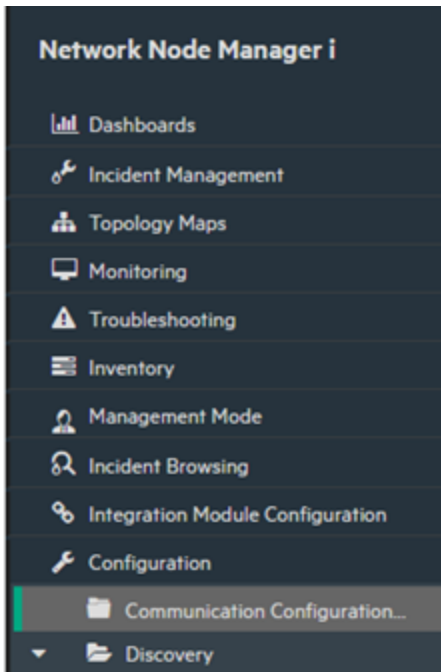 Network Node Manager i
Dashboards
Incident Management
Topology Maps
Monitoring
Troubleshooting
Inventory
Management Mode
Incident Browsing
Integration Module Configuration
Configuration
Communication Configuration...
Discovery